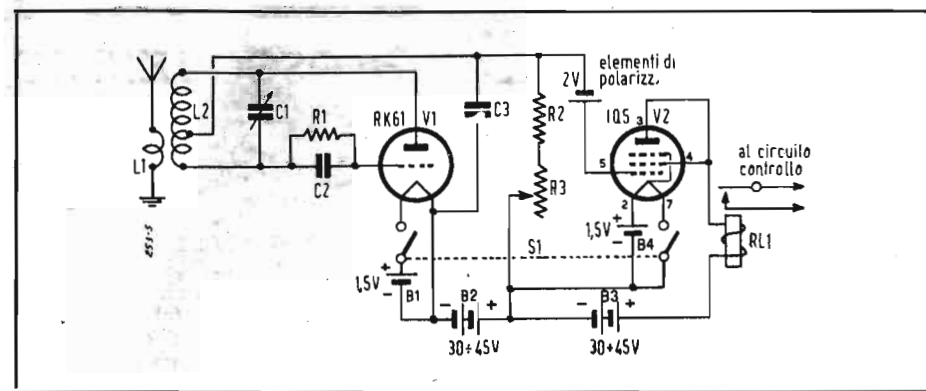 elementi di
polarizz.
2V
RK61
V1
1Q5
V2
3
5
4
2
7
L1
L2
C1
R1
C2
C3
R2
R3
al circuito
controllo
RL1
S1
1,5V
+
-
B1
-
B2
+
30÷45V
1,5V
+
-
B4
-
B3
+
30+45V